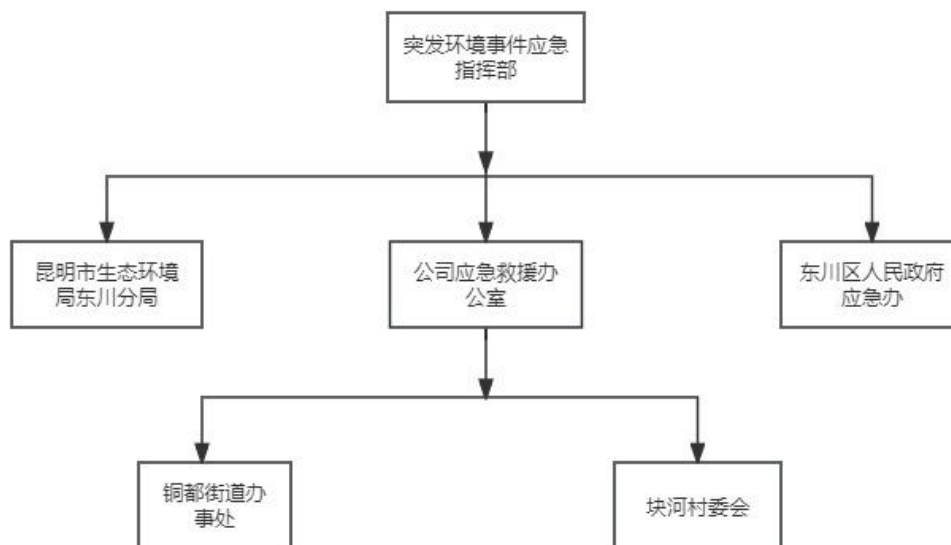 突发环境事件应急
指挥部
昆明市生态环境
局东川分局
公司应急救援办
公室
东川区人民政府
应急办
铜都街道办
事处
块河村委会